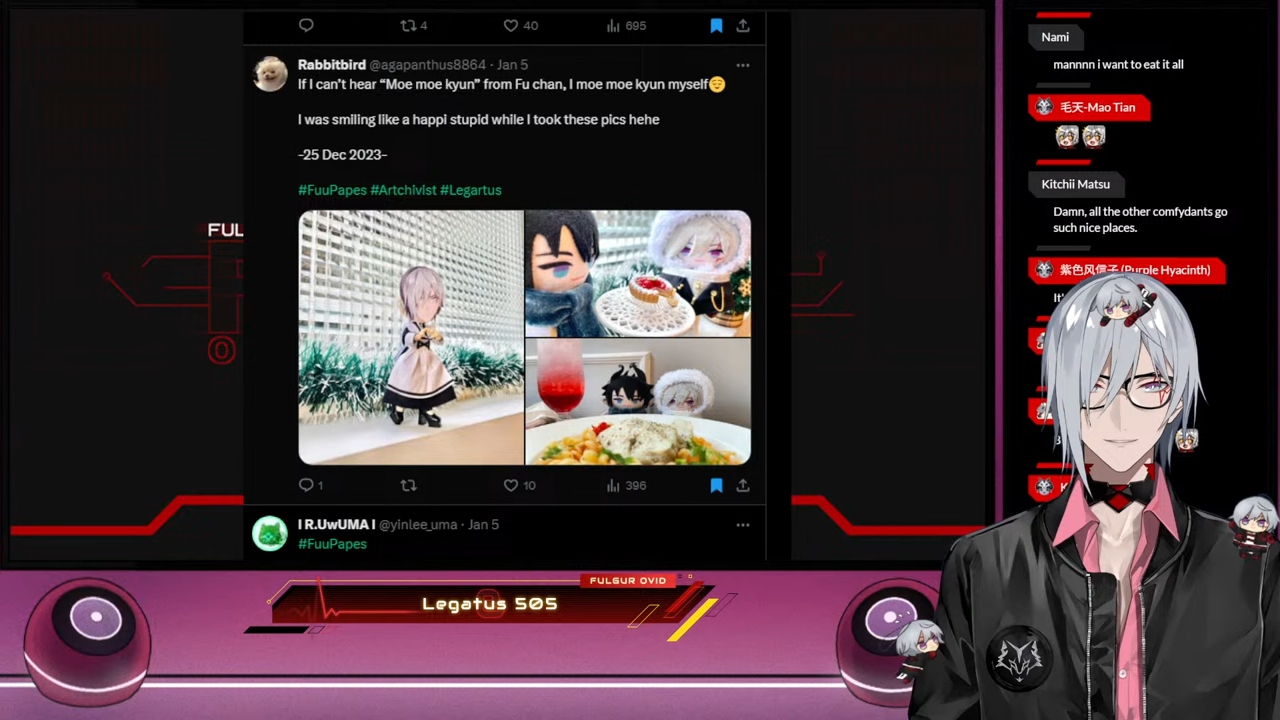 4
40
695
Rabbitbird @agapanthus8864 · Jan 5
If I can't hear “Moe moe kyun” from Fu chan, I moe moe kyun myself😌
I was smiling like a happi stupid while I took these pics hehe
-25 Dec 2023-
#FuuPapes #Artchivist #Legartus
1
10
396
I R.UwUMA I @yinlee_uma · Jan 5
#FuuPapes
FUL
FULGUR OVID
Legatus 505
Nami
mannnn i want to eat it all
毛天-Mao Tian
Kitchii Matsu
Damn, all the other comfydants go
such nice places.
紫色风信子 (Purple Hyacinth)